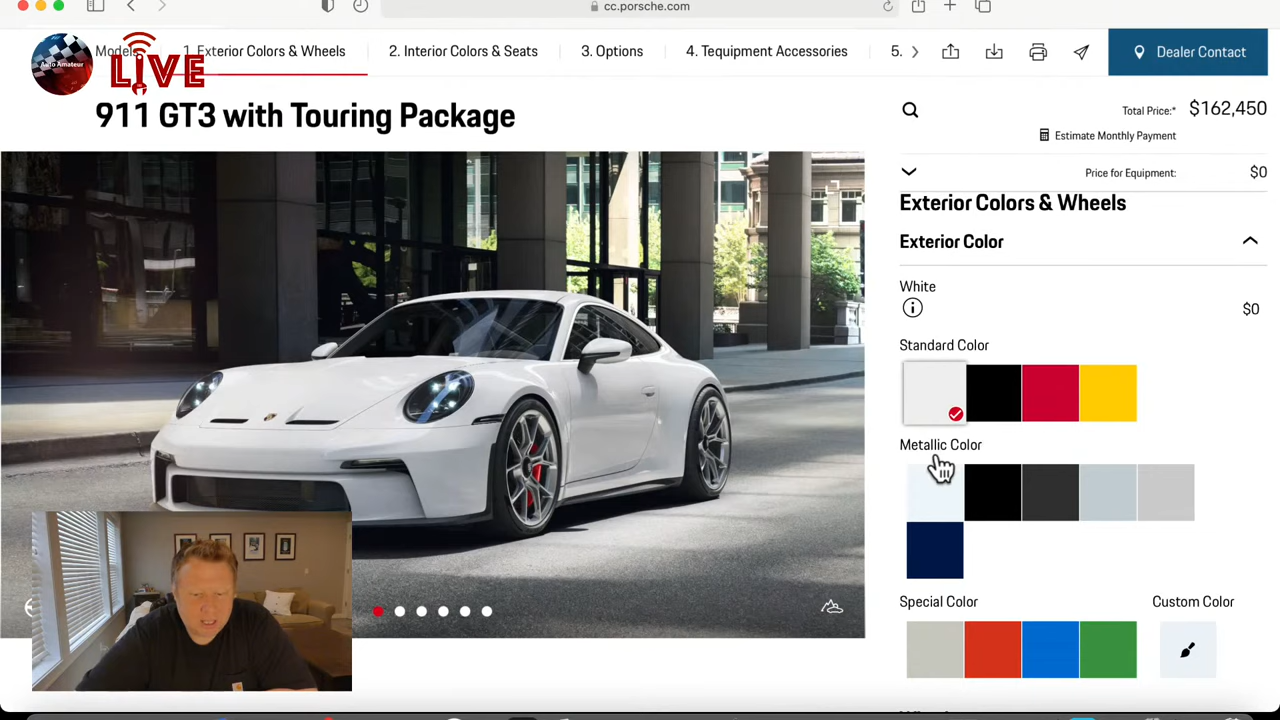 cc.porsche.com
Auto Amateur
LIVE
Models
1. Exterior Colors & Wheels
2. Interior Colors & Seats
3. Options
4. Tequipment Accessories
5.
Dealer Contact
911 GT3 with Touring Package
Total Price:* $162,450
Estimate Monthly Payment
Price for Equipment: $0
Exterior Colors & Wheels
Exterior Color
White
$0
Standard Color
Metallic Color
Special Color
Custom Color